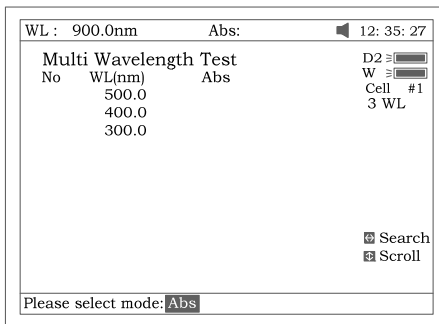 WL : 900.0nm Abs: 12: 35: 27
Multi Wavelength Test
D2
No WL(nm) Abs
W
500.0
Cell #1
400.0
3 WL
300.0
Search
Scroll
Please select mode: Abs